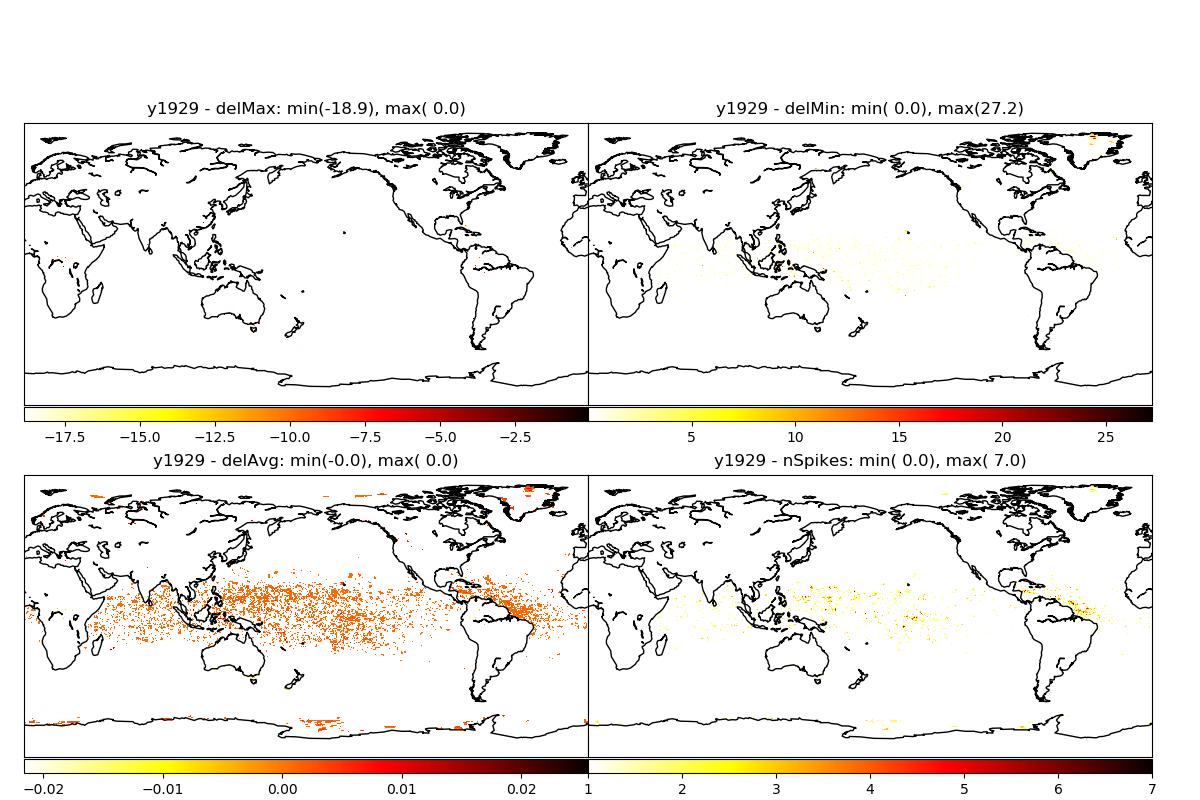 y1929 - delMax: min(-18.9), max( 0.0)
y1929 - delMin: min( 0.0), max(27.2)
−17.5 −15.0 −12.5 −10.0 −7.5 −5.0 −2.5
5 10 15 20 25
y1929 - delAvg: min(-0.0), max( 0.0)
y1929 - nSpikes: min( 0.0), max( 7.0)
−0.02 −0.01 0.00 0.01 0.02
1 2 3 4 5 6 7